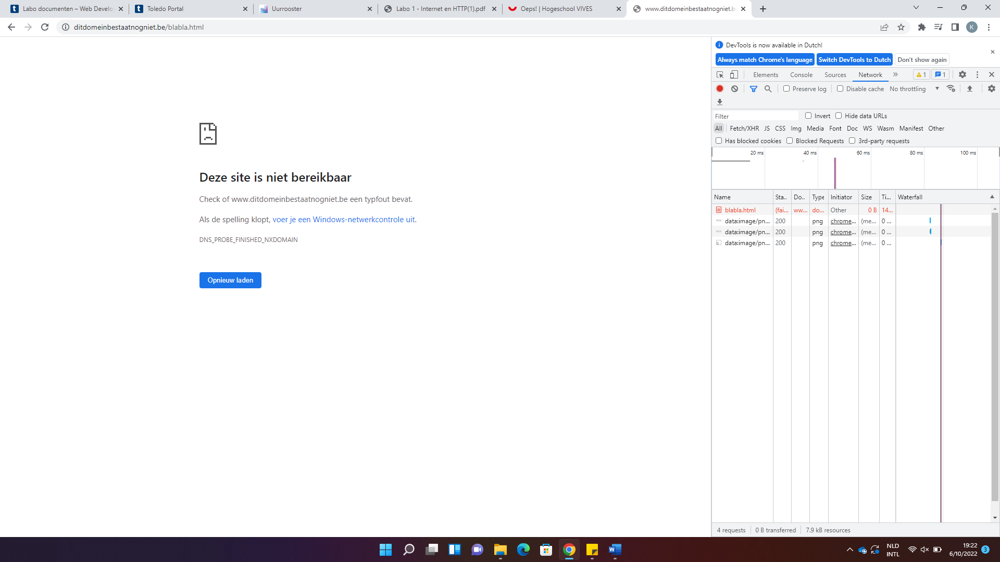 Labo documenten – Web Develo
Toledo Portal
Uurrooster
Labo 1 - Internet en HTTP(1).pdf
Oeps! | Hogeschool VIVES
www.ditdomeinbestaatnogniet.b
ditdomeinbestaatnogniet.be/blabla.html
K
Deze site is niet bereikbaar
Check of www.ditdomeinbestaatnogniet.be een typfout bevat.
Als de spelling klopt, voer je een Windows-netwerkcontrole uit.
DNS_PROBE_FINISHED_NXDOMAIN
Opnieuw laden
DevTools is now available in Dutch!
Always match Chrome's language Switch DevTools to Dutch Don't show again
Elements Console Sources Network 1 1
Preserve log Disable cache No throttling
Filter Invert Hide data URLs
All Fetch/XHR JS CSS Img Media Font Doc WS Wasm Manifest Other
Has blocked cookies Blocked Requests 3rd-party requests
20 ms 40 ms 60 ms 80 ms 100 ms
Name Sta.. Do.. Type Initiator Size Ti... Waterfall
blabla.html (fai... ww... do... Other 0 B 14...
data:image/pn... 200 png chrome... (me... 0 ...
data:image/pn... 200 png chrome... (me... 0 ...
data:image/pn... 200 png chrome... (me... 0 ...
4 requests 0 B transferred 7.9 kB resources
NLD
INTL
19:22
6/10/2022
3